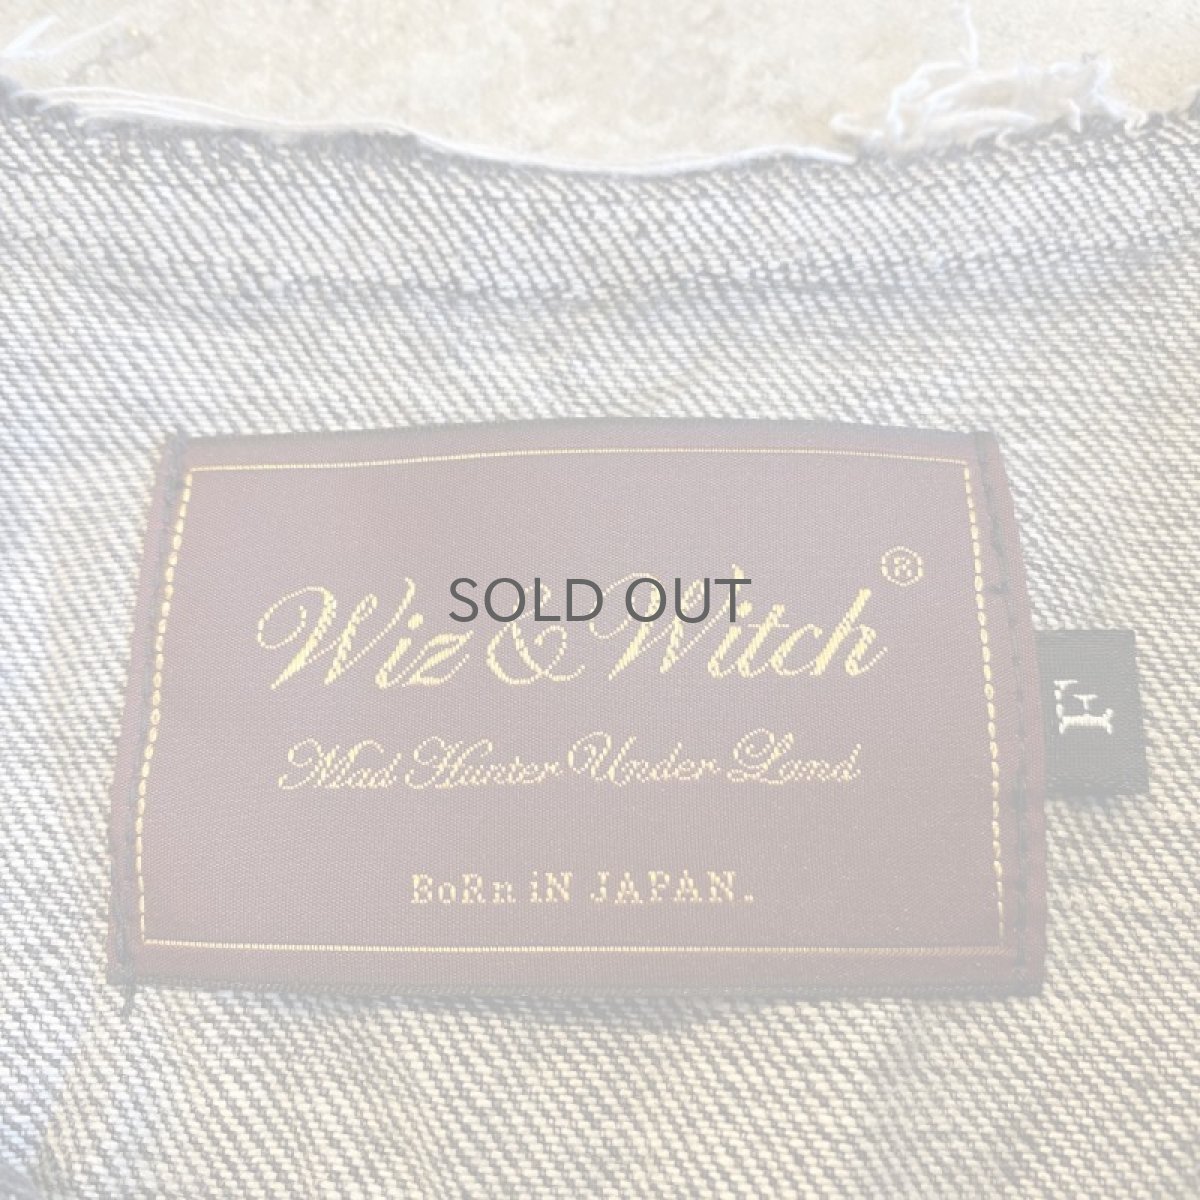 SOLD OUT
Wiz & Witch ®
Mad Hunter Under Land
BoRn iN JAPAN.
F